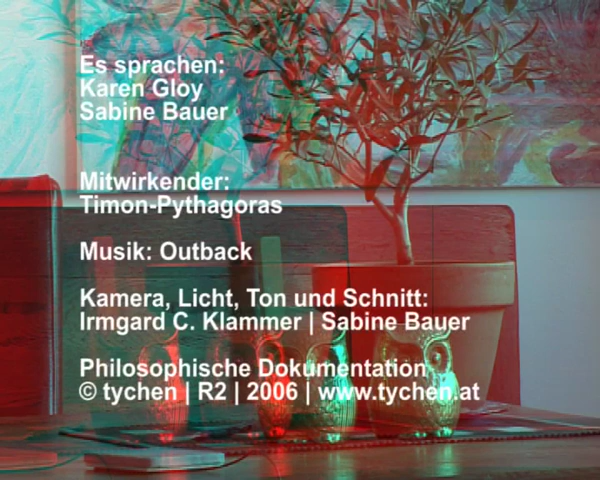 Es sprachen:
Karen Gloy
Sabine Bauer
Mitwirkender:
Timon-Pythagoras
Musik: Outback
Kamera, Licht, Ton und Schnitt:
Irmgard C. Klammer | Sabine Bauer
Philosophische Dokumentation
© tychen | R2 | 2006 | www.tychen.at